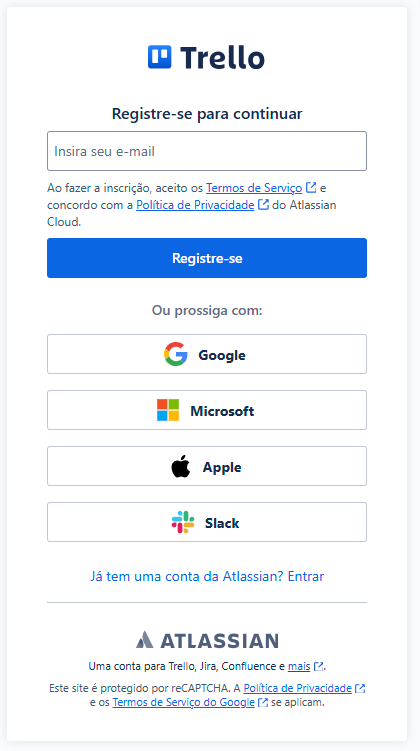 Trello
Registre-se para continuar
Insira seu e-mail
Ao fazer a inscrição, aceito os Termos de Serviço e
concordo com a Política de Privacidade do Atlassian
Cloud.
Registre-se
Ou prossiga com:
Google
Microsoft
Apple
Slack
Já tem uma conta da Atlassian? Entrar
ATLASSIAN
Uma conta para Trello, Jira, Confluence e mais.
Este site é protegido por reCAPTCHA. A Política de Privacidade
e os Termos de Serviço do Google se aplicam.